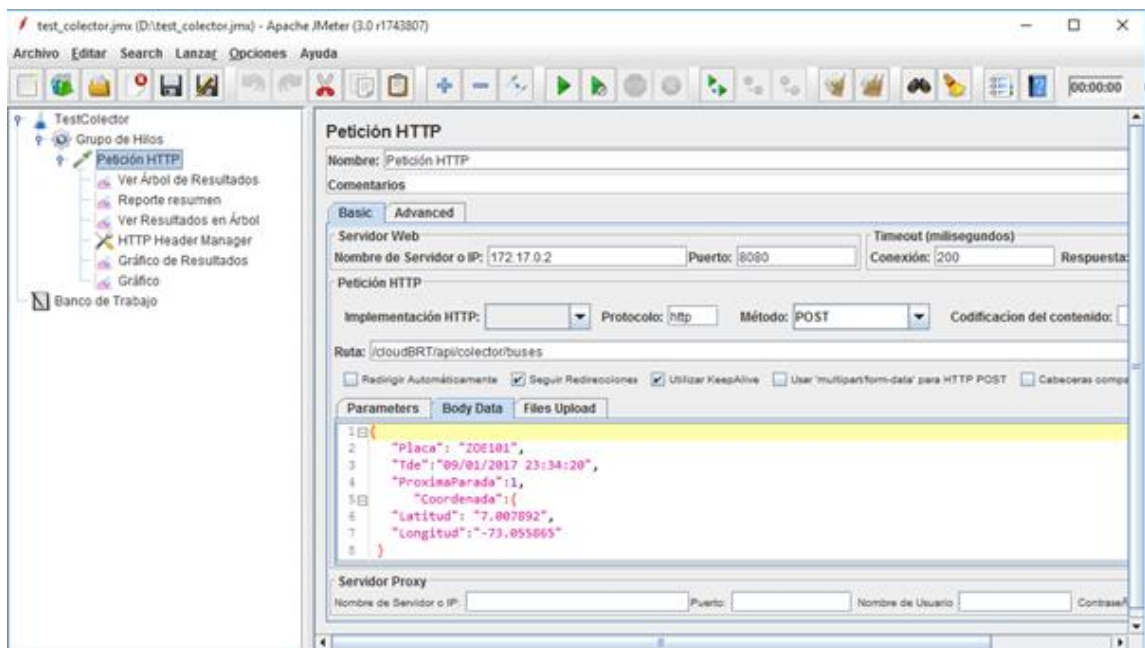 test_colector.jmx (D:\test_colector.jmx) - Apache JMeter (3.0 r1743807)
Archivo Editar Search Lanzar Opciones Ayuda
00:00:00
TestColector
Grupo de Hilos
Petición HTTP
Ver Árbol de Resultados
Reporte resumen
Ver Resultados en Árbol
HTTP Header Manager
Gráfico de Resultados
Gráfico
Banco de Trabajo
Petición HTTP
Nombre: Petición HTTP
Comentarios
Basic Advanced
Servidor Web Timeout (milisegundos)
Nombre de Servidor o IP: 172.17.0.2 Puerto: 8080 Conexión: 200 Respuesta:
Petición HTTP
Implementación HTTP: Protocolo: http Método: POST Codificacion del contenido:
Ruta: /cloudBRT/api/colector/buses
Redirigir Automáticamente Seguir Redirecciones Utilizar KeepAlive Usar 'multipart/form-data' para HTTP POST Cabeceras compa
Parameters Body Data Files Upload
1 {
2 "Placa": "ZOE101",
3 "Tde":"09/01/2017 23:34:20",
4 "ProximaParada":1,
5 "Coordenada":{
6 "Latitud": "7.007892",
7 "Longitud":"-73.055865"
8 }
Servidor Proxy
Nombre de Servidor o IP: Puerto: Nombre de Usuario Contraseñ